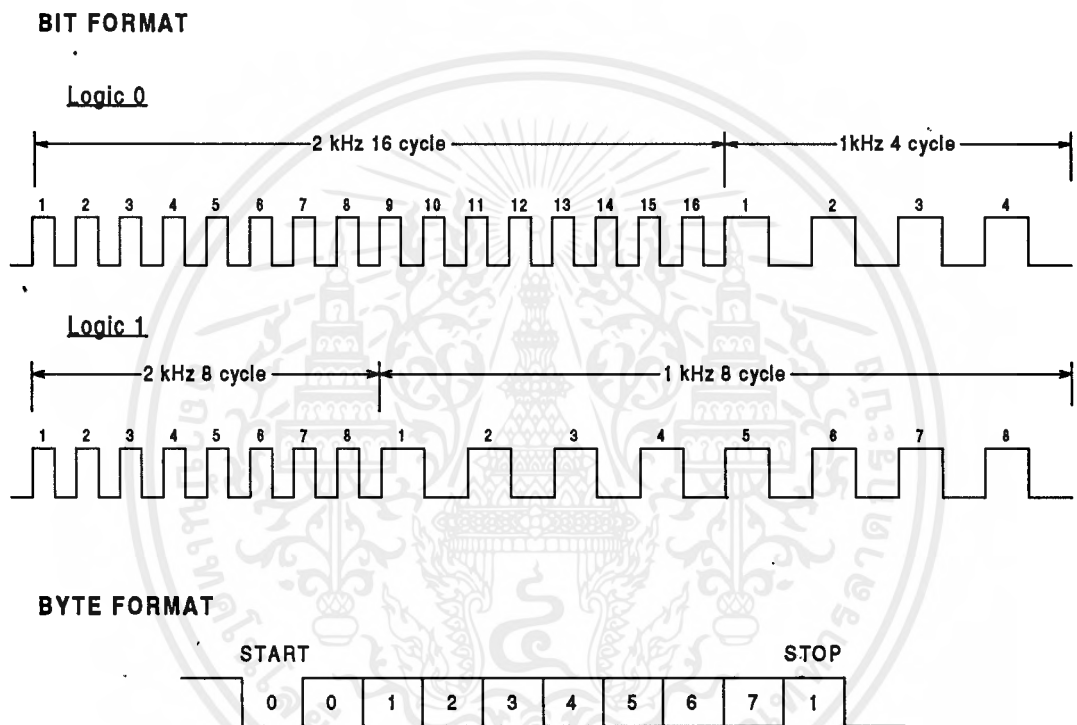 BIT FORMAT
Logic 0
2 kHz 16 cycle 1kHz 4 cycle
1 2 3 4 5 6 7 8 9 10 11 12 13 14 15 16 1 2 3 4
Logic 1
2 kHz 8 cycle 1 kHz 8 cycle
1 2 3 4 5 6 7 8 1 2 3 4 5 6 7 8
BYTE FORMAT
START STOP
0 0 1 2 3 4 5 6 7 1